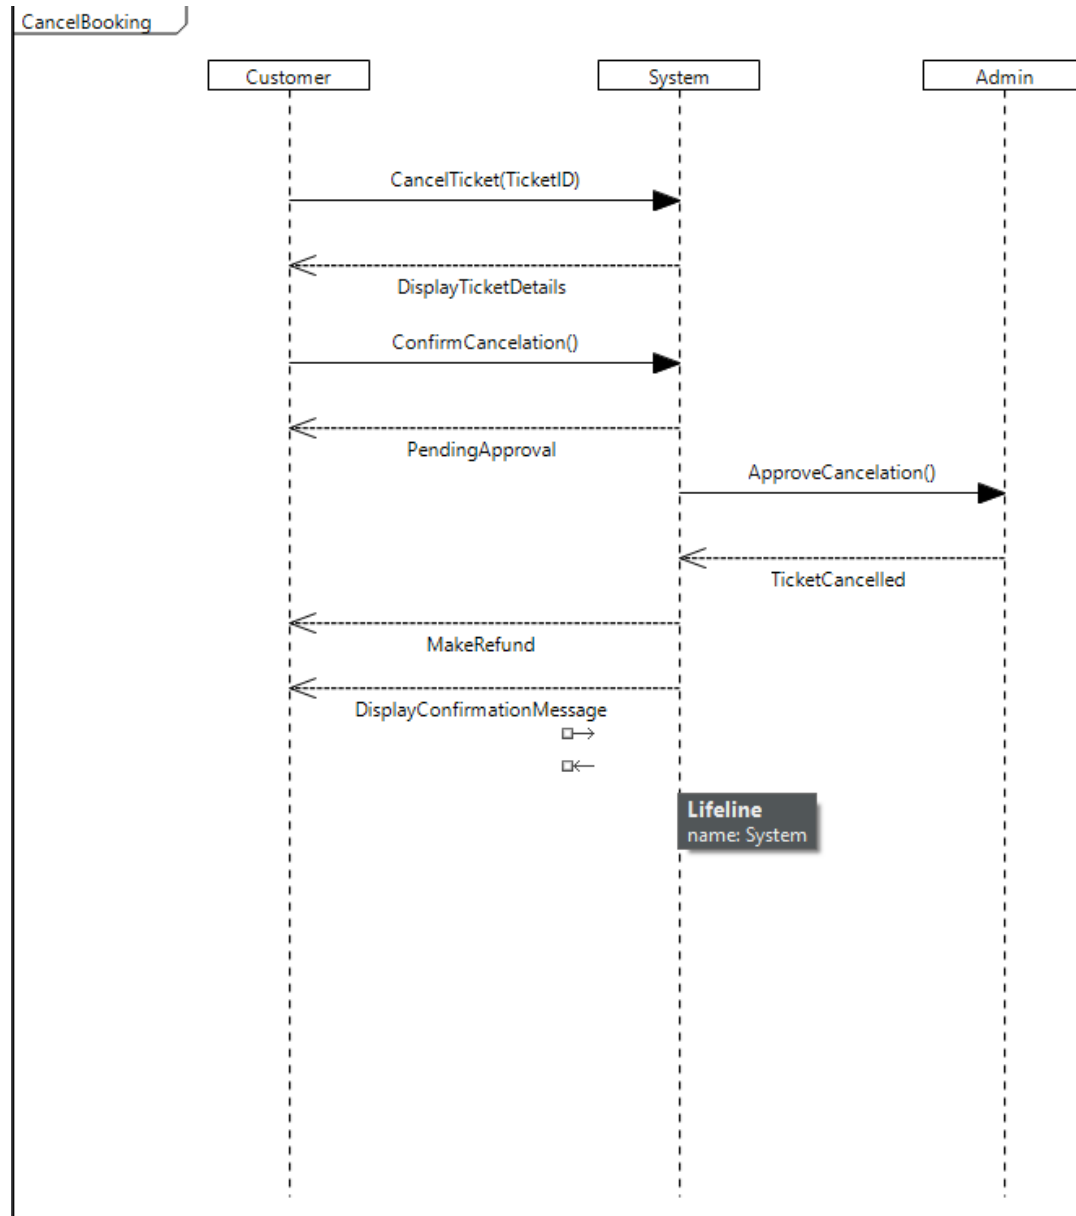 CancelBooking
Customer
System
Admin
CancelTicket(TicketID)
DisplayTicketDetails
ConfirmCancelation()
PendingApproval
ApproveCancelation()
TicketCancelled
MakeRefund
DisplayConfirmationMessage
Lifeline
name: System